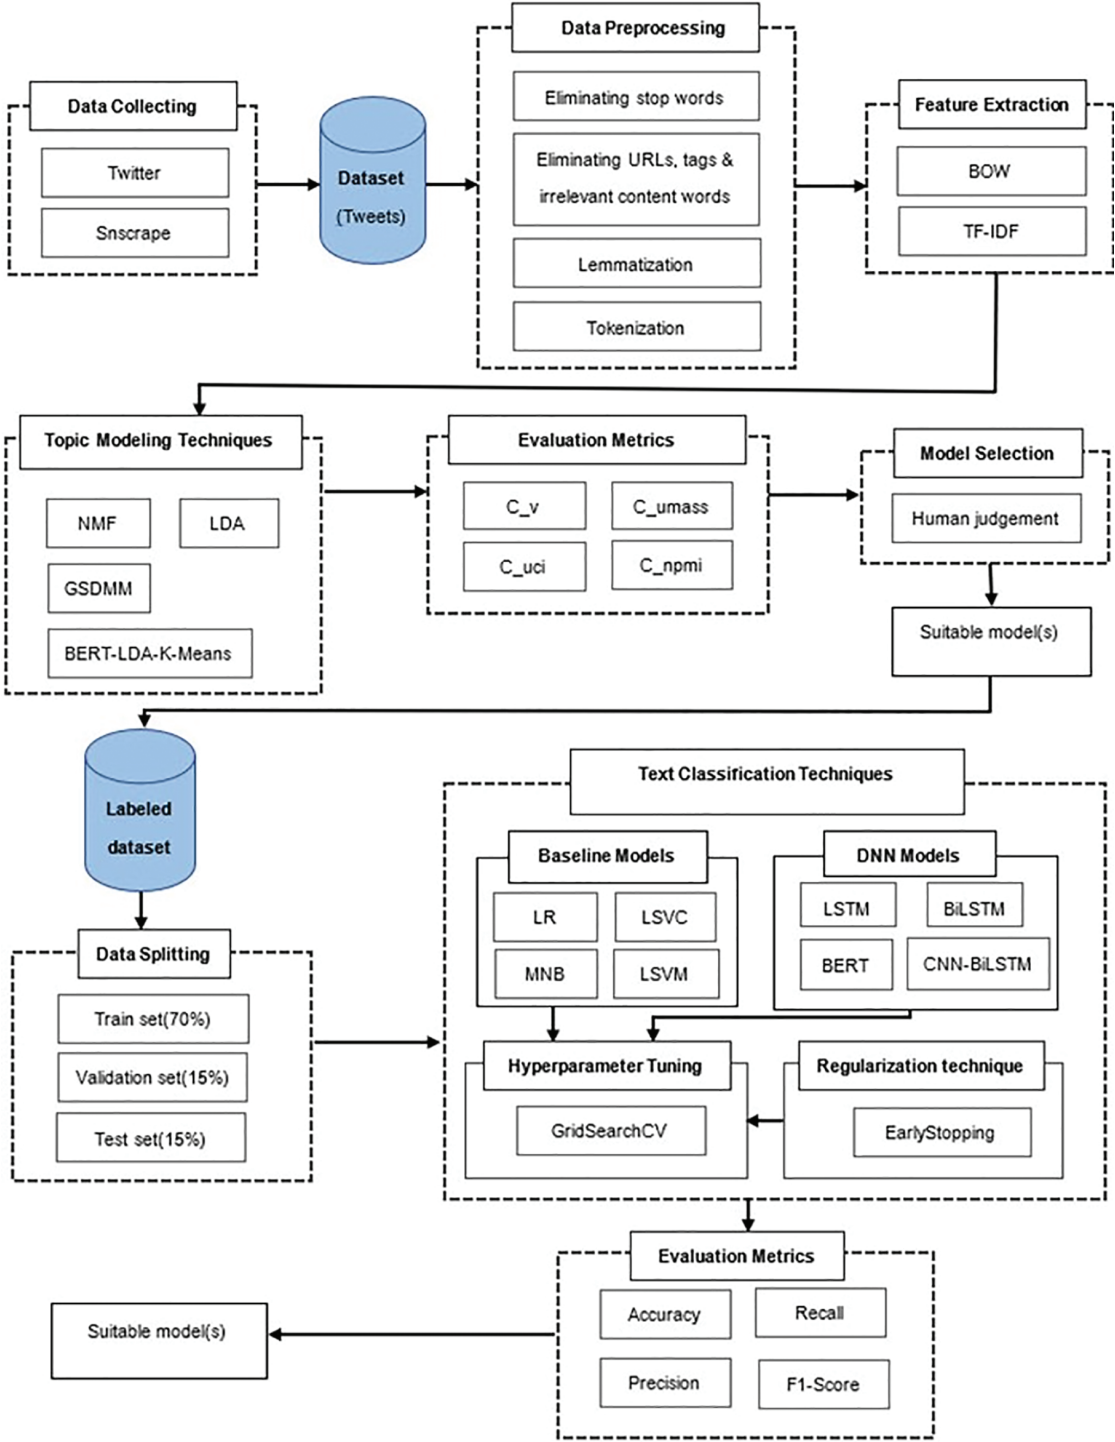 Data Collecting
Twitter
Snscrape
Dataset
(Tweets)
Data Preprocessing
Eliminating stop words
Eliminating URLs, tags &
irrelevant content words
Lemmatization
Tokenization
Feature Extraction
BOW
TF-IDF
Topic Modeling Techniques
NMF
LDA
GSDMM
BERT-LDA-K-Means
Evaluation Metrics
C_v
C_umass
C_uci
C_npmi
Model Selection
Human judgement
Suitable model(s)
Labeled
dataset
Data Splitting
Train set(70%)
Validation set(15%)
Test set(15%)
Text Classification Techniques
Baseline Models
LR
LSVC
MNB
LSVM
DNN Models
LSTM
BiLSTM
BERT
CNN-BiLSTM
Hyperparameter Tuning
GridSearchCV
Regularization technique
EarlyStopping
Evaluation Metrics
Accuracy
Recall
Precision
F1-Score
Suitable model(s)